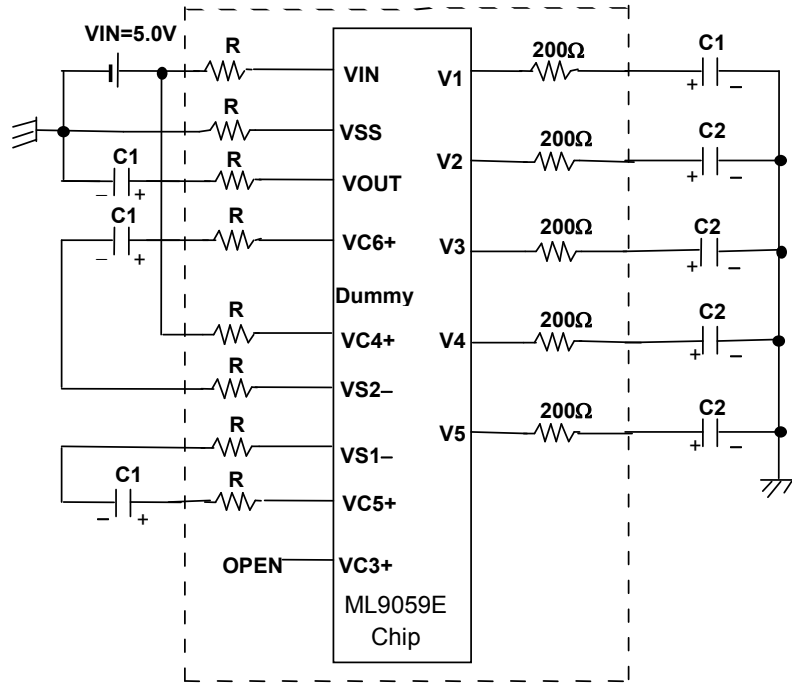 VIN=5.0V
R
VIN
R
VSS
C1
– +
R
VOUT
C1
– +
R
VC6+
Dummy
R
VC4+
R
VS2–
R
VS1–
C1
– +
R
VC5+
OPEN
VC3+
ML9059E
Chip
V1
200Ω
C1
+ –
V2
200Ω
C2
+ –
V3
200Ω
C2
+ –
V4
200Ω
C2
+ –
V5
200Ω
C2
+ –